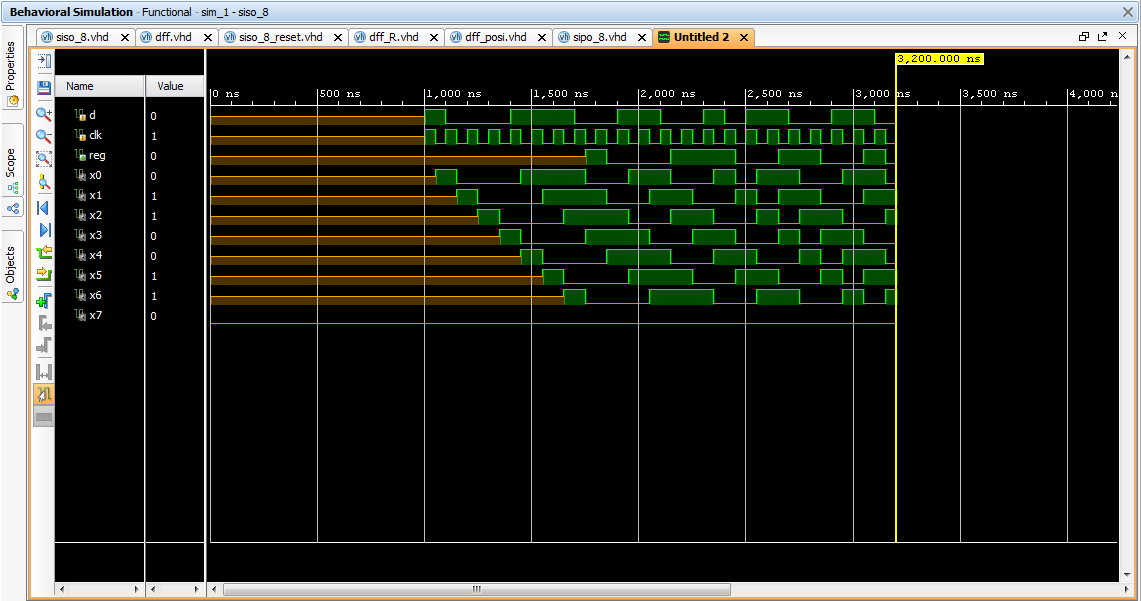 Behavioral Simulation - Functional - sim_1 - siso_8
siso_8.vhd dff.vhd siso_8_reset.vhd dff_R.vhd dff_posi.vhd sipo_8.vhd Untitled 2
Properties
Scope
Objects
3,200.000 ns
Name Value
0 ns 500 ns 1,000 ns 1,500 ns 2,000 ns 2,500 ns 3,000 ns 3,500 ns 4,000 n
d 0
clk 1
reg 0
x0 0
x1 1
x2 1
x3 0
x4 0
x5 1
x6 1
x7 0